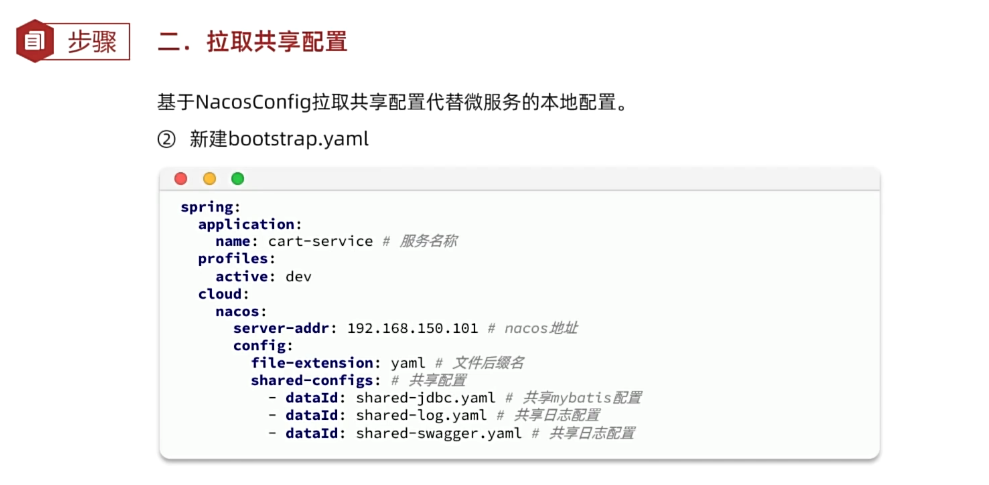 步骤
二．拉取共享配置
基于NacosConfig拉取共享配置代替微服务的本地配置。
② 新建bootstrap.yaml
spring:
  application:
    name: cart-service # 服务名称
  profiles:
    active: dev
  cloud:
    nacos:
      server-addr: 192.168.150.101 # nacos地址
      config:
        file-extension: yaml # 文件后缀名
        shared-configs: # 共享配置
          - dataId: shared-jdbc.yaml # 共享mybatis配置
          - dataId: shared-log.yaml # 共享日志配置
          - dataId: shared-swagger.yaml # 共享日志配置